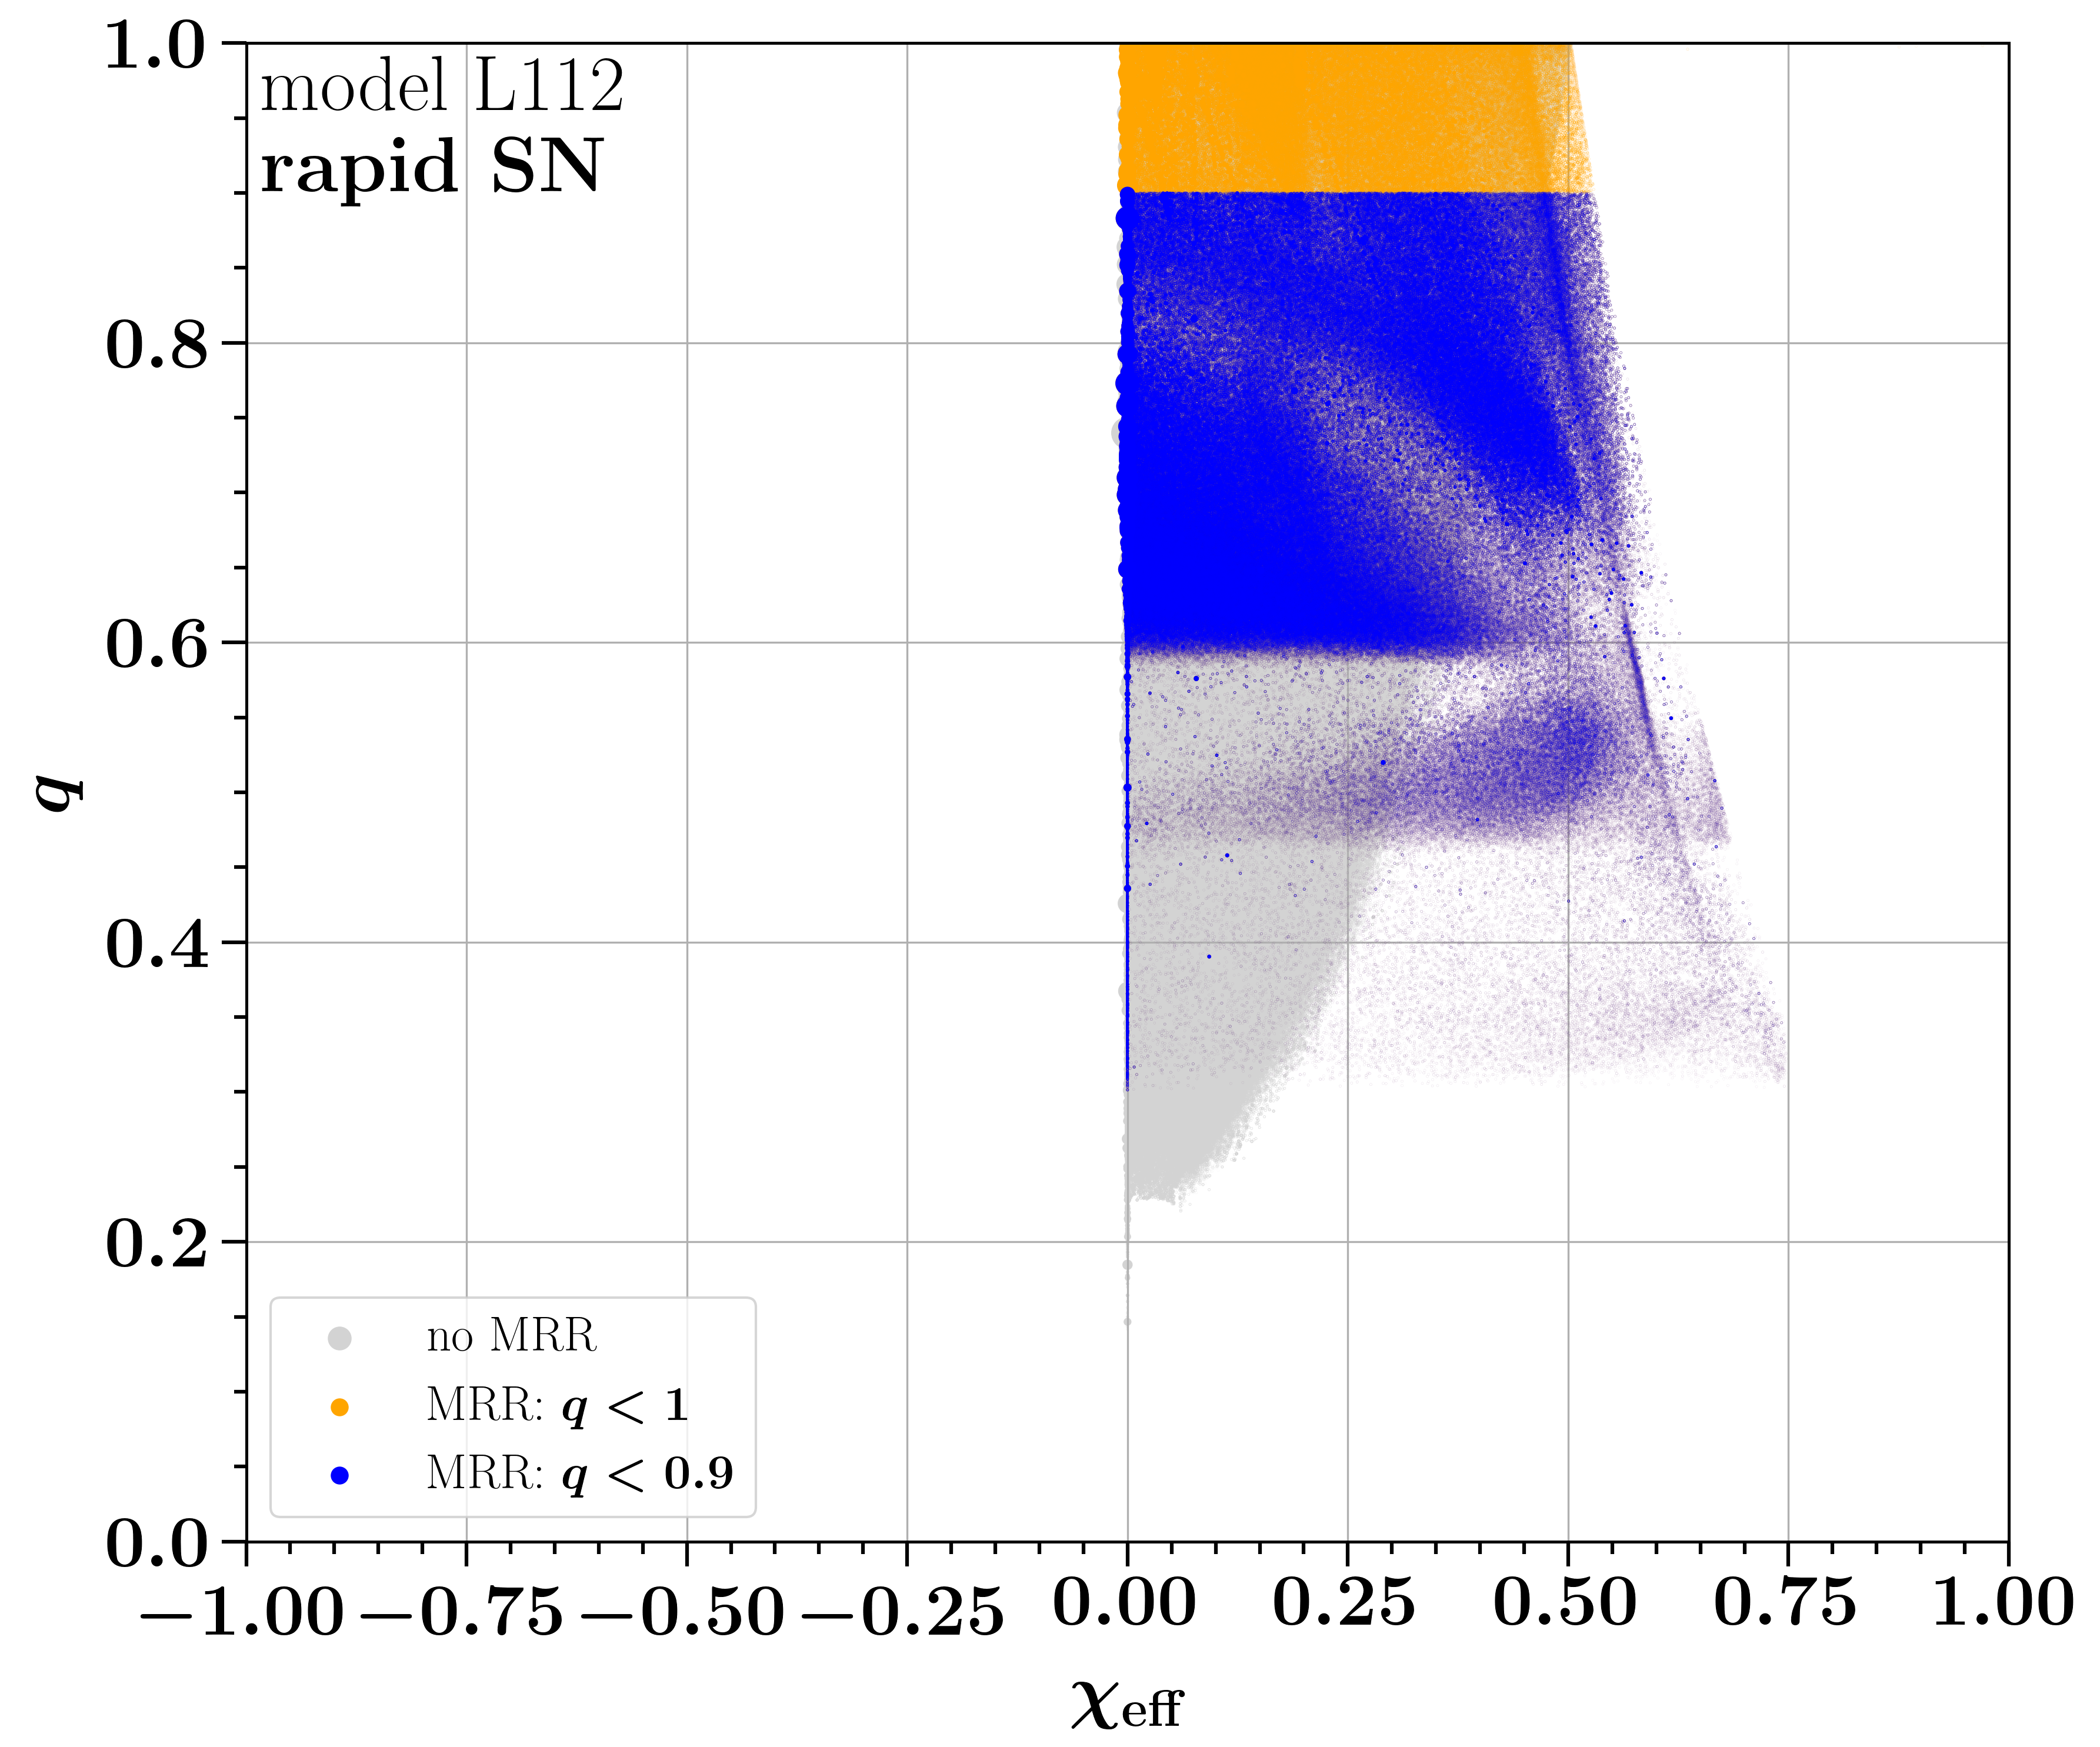 model L112
rapid SN
1.0
0.8
0.6
0.4
0.2
0.0
q
no MRR
MRR: q < 1
MRR: q < 0.9
−1.00 −0.75 −0.50 −0.25 0.00 0.25 0.50 0.75 1.00
χeff